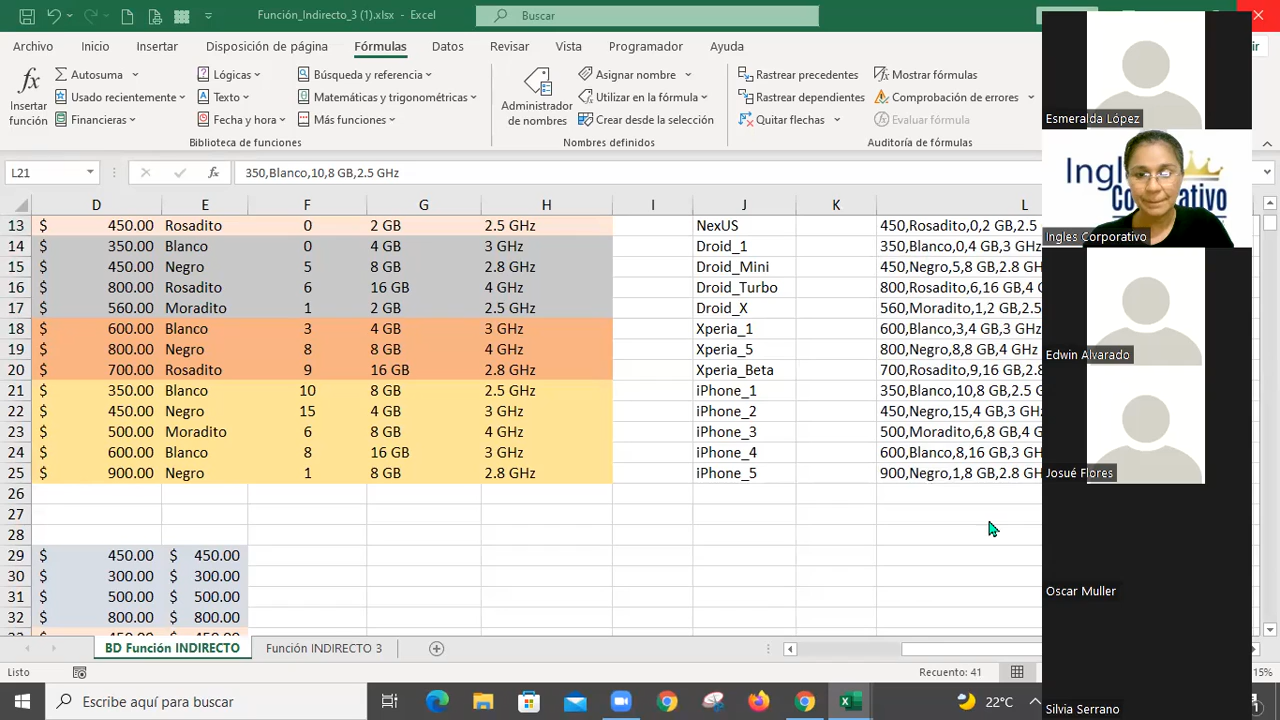 Función_Indirecto_3 (1).xlsx - Excel
Buscar
Archivo Inicio Insertar Disposición de página Fórmulas Datos Revisar Vista Programador Ayuda
fx Insertar función
Autosuma
Usado recientemente
Financieras
Lógicas
Texto
Fecha y hora
Búsqueda y referencia
Matemáticas y trigonométricas
Más funciones
Biblioteca de funciones
Administrador de nombres
Asignar nombre
Utilizar en la fórmula
Crear desde la selección
Nombres definidos
Rastrear precedentes
Rastrear dependientes
Quitar flechas
Mostrar fórmulas
Comprobación de errores
Evaluar fórmula
Auditoría de fórmulas
L21 fx 350,Blanco,10,8 GB,2.5 GHz
D E F G H I J K L
13 $ 450.00 Rosadito 0 2 GB 2.5 GHz NexUS 450,Rosadito,0,2 GB,2.5
14 $ 350.00 Blanco 0 4 GB 3 GHz Droid_1 350,Blanco,0,4 GB,3 GHz
15 $ 450.00 Negro 5 8 GB 2.8 GHz Droid_Mini 450,Negro,5,8 GB,2.8 GH
16 $ 800.00 Rosadito 6 16 GB 4 GHz Droid_Turbo 800,Rosadito,6,16 GB,4 G
17 $ 560.00 Moradito 1 2 GB 2.5 GHz Droid_X 560,Moradito,1,2 GB,2.5
18 $ 600.00 Blanco 3 4 GB 3 GHz Xperia_1 600,Blanco,3,4 GB,3 GHz
19 $ 800.00 Negro 8 8 GB 4 GHz Xperia_5 800,Negro,8,8 GB,4 GHz
20 $ 700.00 Rosadito 9 16 GB 2.8 GHz Xperia_Beta 700,Rosadito,9,16 GB,2.
21 $ 350.00 Blanco 10 8 GB 2.5 GHz iPhone_1 350,Blanco,10,8 GB,2.5 G
22 $ 450.00 Negro 15 4 GB 3 GHz iPhone_2 450,Negro,15,4 GB,3 GHz
23 $ 500.00 Moradito 6 8 GB 4 GHz iPhone_3 500,Moradito,6,8 GB,4 G
24 $ 600.00 Blanco 8 16 GB 3 GHz iPhone_4 600,Blanco,8,16 GB,3 GH
25 $ 900.00 Negro 1 8 GB 2.8 GHz iPhone_5 900,Negro,1,8 GB,2.8 GH
26
27
28
29 $ 450.00 $ 450.00
30 $ 300.00 $ 300.00
31 $ 500.00 $ 500.00
32 $ 800.00 $ 800.00
BD Función INDIRECTO Función INDIRECTO 3
Listo Recuento: 41 15%
Escribe aquí para buscar 22°C
Esmeralda López
Ingles Corporativo
Edwin Alvarado
Josué Flores
Oscar Muller
Silvia Serrano